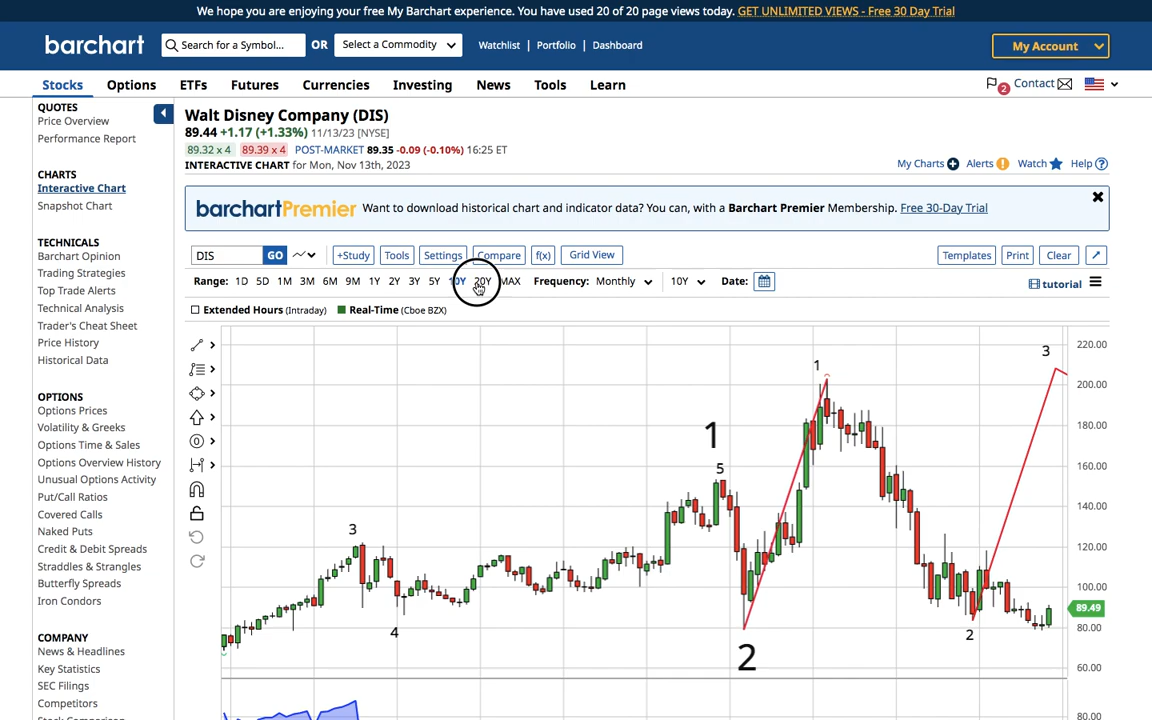 We hope you are enjoying your free My Barchart experience. You have used 20 of 20 page views today. GET UNLIMITED VIEWS - Free 30 Day Trial
barchart Search for a Symbol... OR Select a Commodity Watchlist | Portfolio | Dashboard My Account
Stocks Options ETFs Futures Currencies Investing News Tools Learn 2 Contact
QUOTES
Price Overview
Performance Report
CHARTS
Interactive Chart
Snapshot Chart
TECHNICALS
Barchart Opinion
Trading Strategies
Top Trade Alerts
Technical Analysis
Trader's Cheat Sheet
Price History
Historical Data
OPTIONS
Options Prices
Volatility & Greeks
Options Time & Sales
Options Overview History
Unusual Options Activity
Put/Call Ratios
Covered Calls
Naked Puts
Credit & Debit Spreads
Straddles & Strangles
Butterfly Spreads
Iron Condors
COMPANY
News & Headlines
Key Statistics
SEC Filings
Competitors
Stock Comparison
Walt Disney Company (DIS)
89.44 +1.17 (+1.33%) 11/13/23 [NYSE]
89.32 x 4 89.39 x 4 POST-MARKET 89.35 -0.09 (-0.10%) 16:25 ET
INTERACTIVE CHART for Mon, Nov 13th, 2023
My Charts Alerts Watch Help
barchartPremier Want to download historical chart and indicator data? You can, with a Barchart Premier Membership. Free 30-Day Trial
DIS GO +Study Tools Settings Compare f(x) Grid View Templates Print Clear
Range: 1D 5D 1M 3M 6M 9M 1Y 2Y 3Y 5Y 10Y 20Y MAX Frequency: Monthly 10Y Date: tutorial
Extended Hours (Intraday) Real-Time (Cboe BZX)
220.00
200.00
180.00
160.00
140.00
120.00
100.00
89.49
80.00
60.00
80.00
3
4
1
5
2
1
2
3